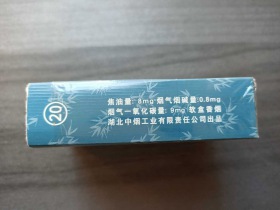 20
焦油量: 8mg 烟气烟碱量:0.8mg
烟气一氧化碳量: 9mg 软盒香烟
湖北中烟工业有限责任公司出品